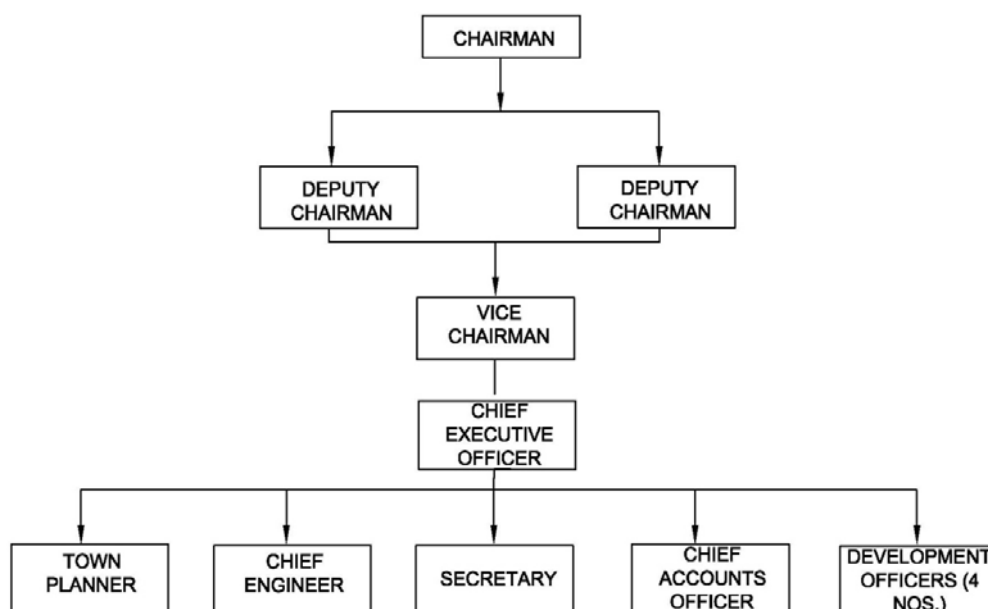 CHAIRMAN
DEPUTY
CHAIRMAN
DEPUTY
CHAIRMAN
VICE
CHAIRMAN
CHIEF
EXECUTIVE
OFFICER
TOWN
PLANNER
CHIEF
ENGINEER
SECRETARY
CHIEF
ACCOUNTS
OFFICER
DEVELOPMENT
OFFICERS (4
NOS.)